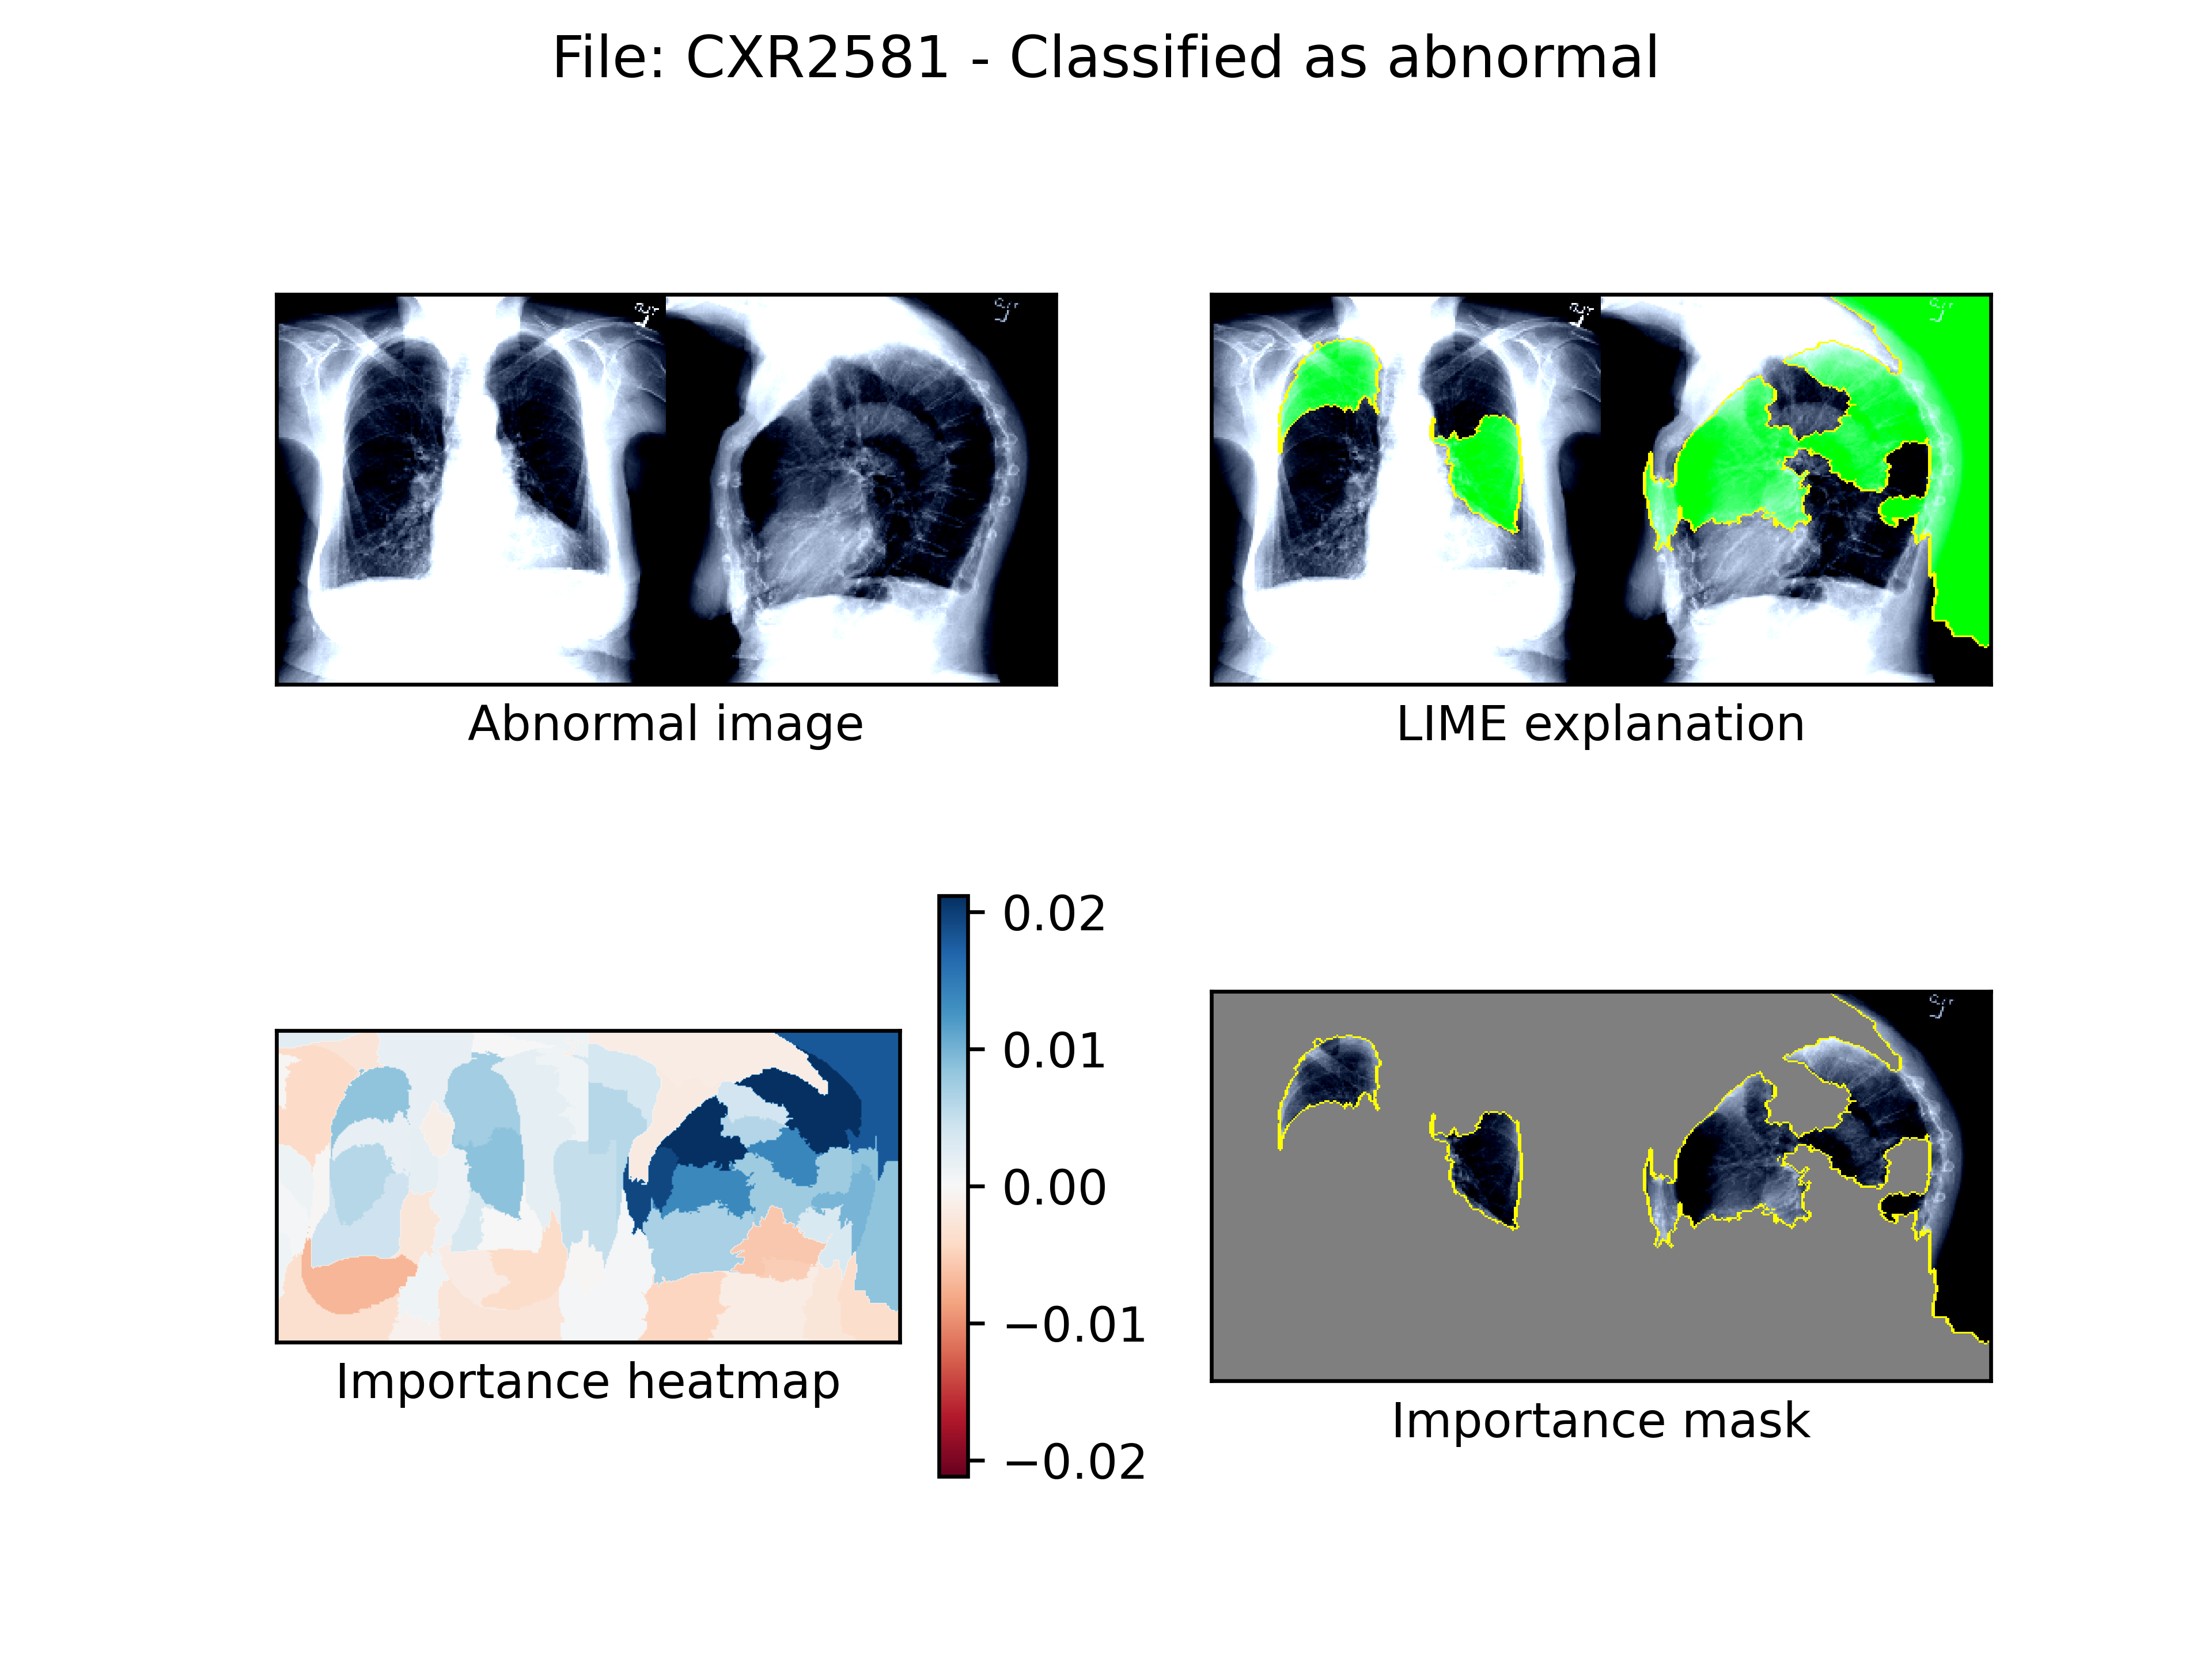 File: CXR2581 - Classified as abnormal
Abnormal image
LIME explanation
0.02
0.01
0.00
−0.01
−0.02
Importance heatmap
Importance mask